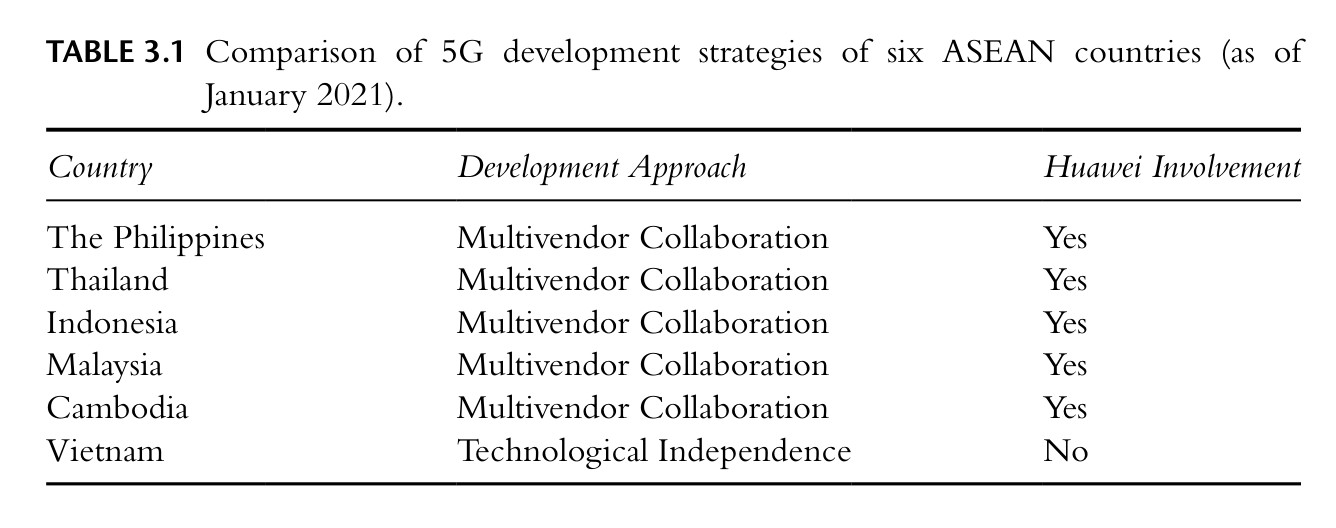 TABLE 3.1 Comparison of 5G development strategies of six ASEAN countries (as of
January 2021).
Country Development Approach Huawei Involvement
The Philippines Multivendor Collaboration Yes
Thailand Multivendor Collaboration Yes
Indonesia Multivendor Collaboration Yes
Malaysia Multivendor Collaboration Yes
Cambodia Multivendor Collaboration Yes
Vietnam Technological Independence No